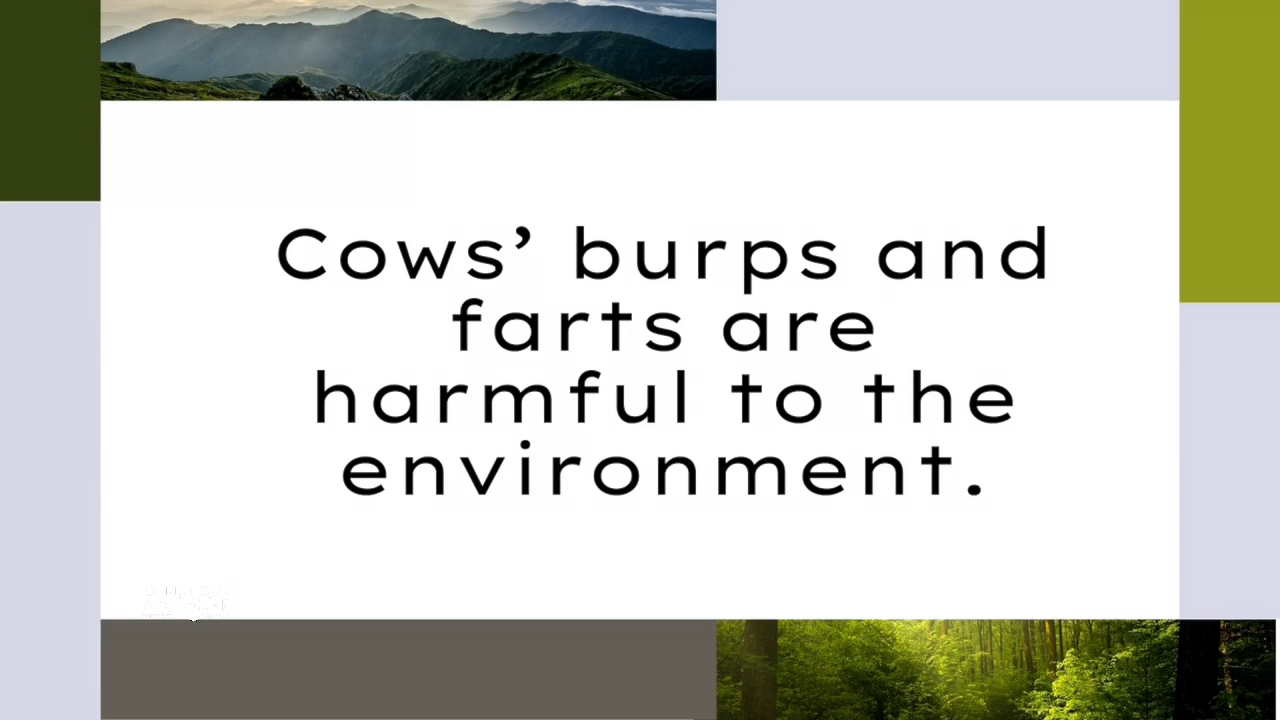 Cows’ burps and
farts are
harmful to the
environment.